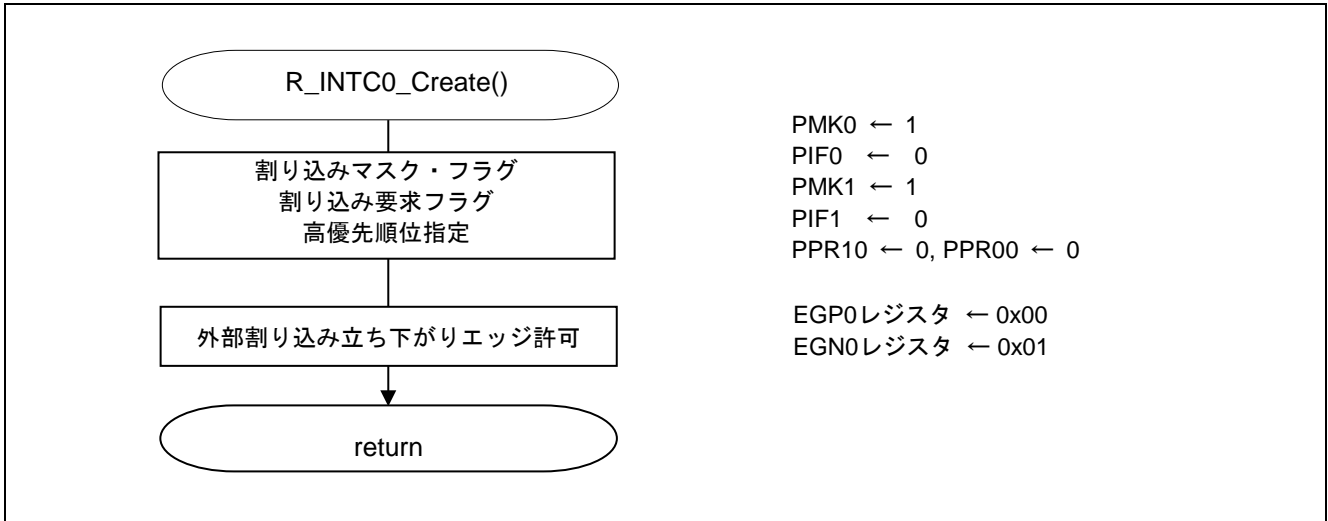 R_INTC0_Create()
割り込みマスク・フラグ
割り込み要求フラグ
高優先順位指定
外部割り込み立ち下がりエッジ許可
return
PMK0 ← 1
PIF0 ← 0
PMK1 ← 1
PIF1 ← 0
PPR10 ← 0, PPR00 ← 0
EGP0レジスタ ← 0x00
EGN0レジスタ ← 0x01